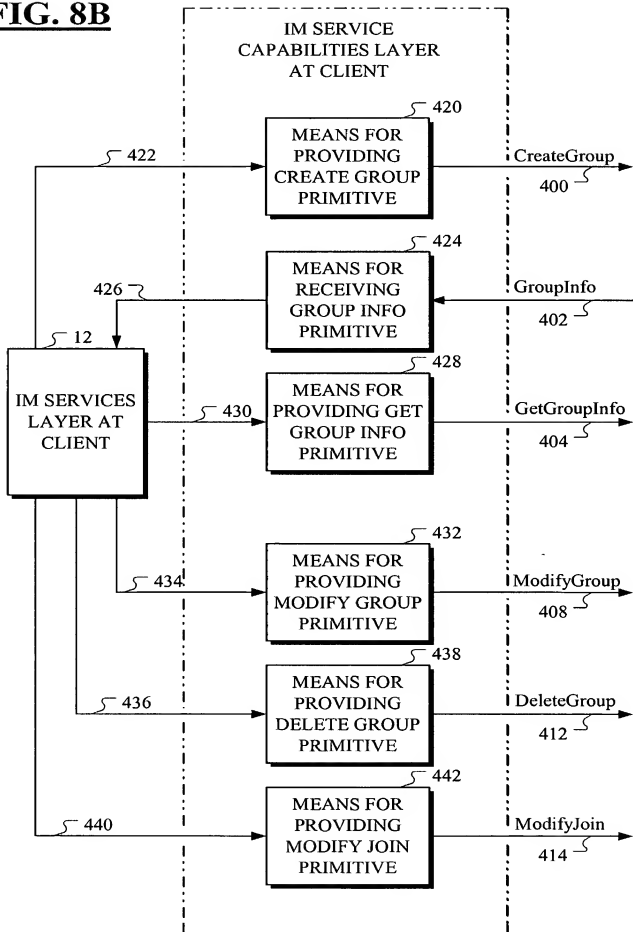 FIG. 8B
IM SERVICE
CAPABILITIES LAYER
AT CLIENT
420
422
MEANS FOR
PROVIDING
CREATE GROUP
PRIMITIVE
CreateGroup
400
424
426
MEANS FOR
RECEIVING
GROUP INFO
PRIMITIVE
GroupInfo
402
12
IM SERVICES
LAYER AT
CLIENT
428
430
MEANS FOR
PROVIDING GET
GROUP INFO
PRIMITIVE
GetGroupInfo
404
432
434
MEANS FOR
PROVIDING
MODIFY GROUP
PRIMITIVE
ModifyGroup
408
438
436
MEANS FOR
PROVIDING
DELETE GROUP
PRIMITIVE
DeleteGroup
412
442
440
MEANS FOR
PROVIDING
MODIFY JOIN
PRIMITIVE
ModifyJoin
414